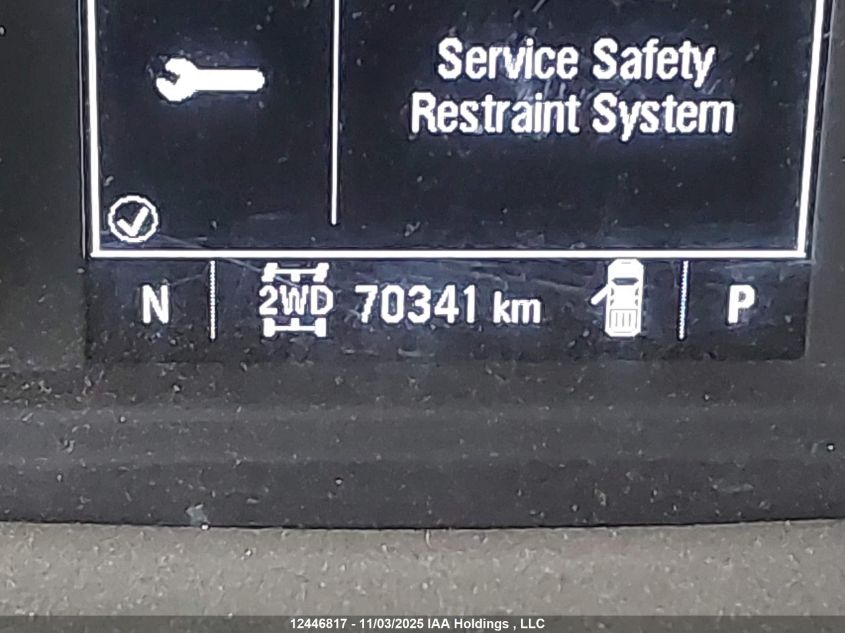 Service Safety
Restraint System
N 2WD 70341 km P
12446817 - 11/03/2025 IAA Holdings , LLC